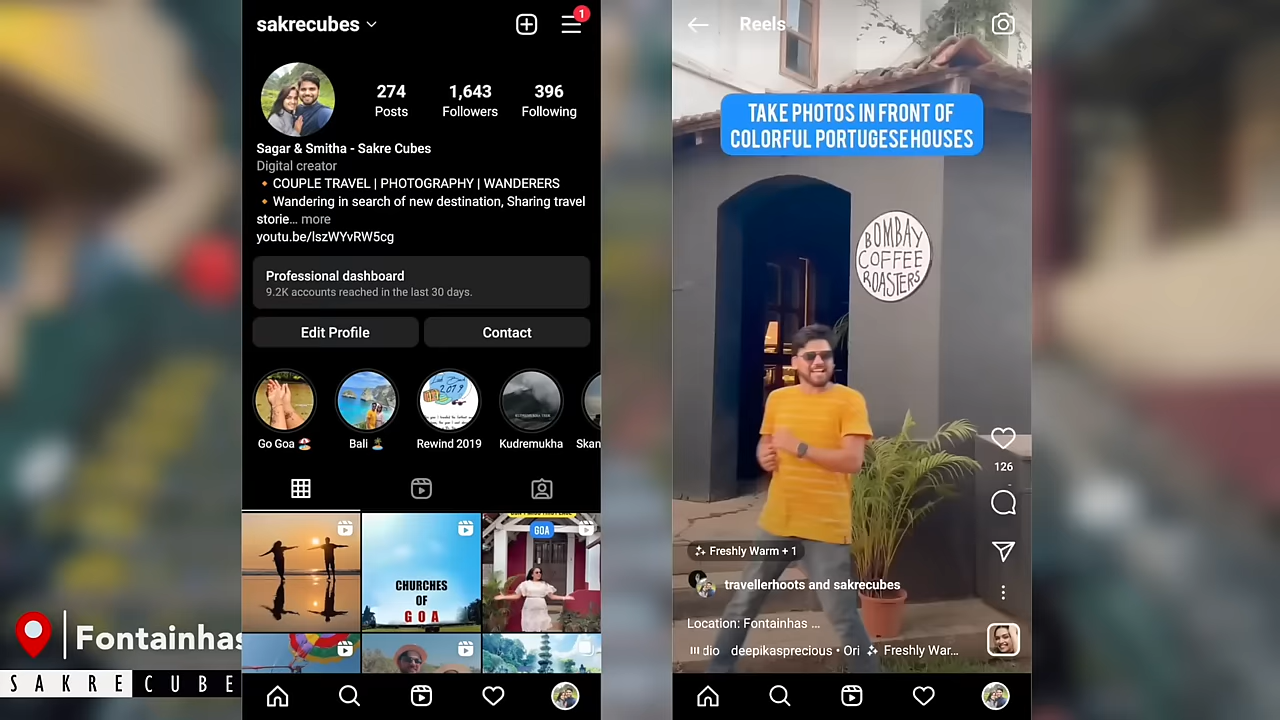 sakrecubes
1
274
1,643
396
Posts
Followers
Following
Sagar & Smitha - Sakre Cubes
Digital creator
🔸 COUPLE TRAVEL | PHOTOGRAPHY | WANDERERS
🔸 Wandering in search of new destination, Sharing travel
storie... more
youtu.be/lszWYvRW5cg
Professional dashboard
9.2K accounts reached in the last 30 days.
Edit Profile
Contact
Go Goa 🏖
Bali 🏝
Rewind 2019
Kudremukha
Skan
CHURCHES
OF
GOA
GOA
Fontainhas
SAKRECUBE
Reels
TAKE PHOTOS IN FRONT OF
COLORFUL PORTUGESE HOUSES
BOMBAY
COFFEE
ROASTERS
126
Freshly Warm + 1
travellerhoots and sakrecubes
Location: Fontainhas ...
dio deepikasprecious • Ori
Freshly War...